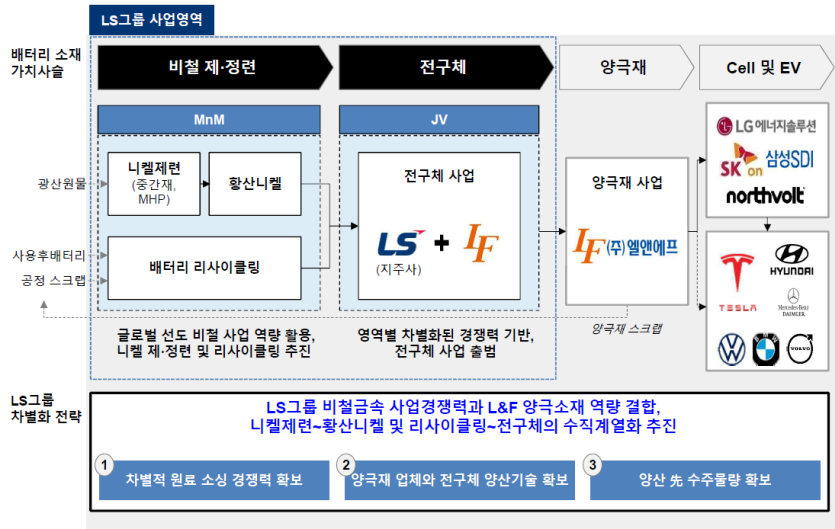 LS그룹 사업영역
배터리 소재
가치사슬
비철 제·정련
전구체
양극재
Cell 및 EV
MnM
JV
광산원물
니켈제련
(중간재,
MHP)
황산니켈
사용후배터리
공정 스크랩
배터리 리사이클링
전구체 사업
LS + LF
(지주사)
양극재 사업
LF (주)엘앤에프
양극재 스크랩
LG에너지솔루션
SK on
삼성SDI
northvolt
TESLA
HYUNDAI
Mercedes-Benz
DAIMLER
BMW
VOLVO
글로벌 선도 비철 사업 역량 활용,
니켈 제·정련 및 리사이클링 추진
영역별 차별화된 경쟁력 기반,
전구체 사업 출범
LS그룹
차별화 전략
LS그룹 비철금속 사업경쟁력과 L&F 양극소재 역량 결합,
니켈제련~황산니켈 및 리사이클링~전구체의 수직계열화 추진
1 차별적 원료 소싱 경쟁력 확보
2 양극재 업체와 전구체 양산기술 확보
3 양산 先 수주물량 확보